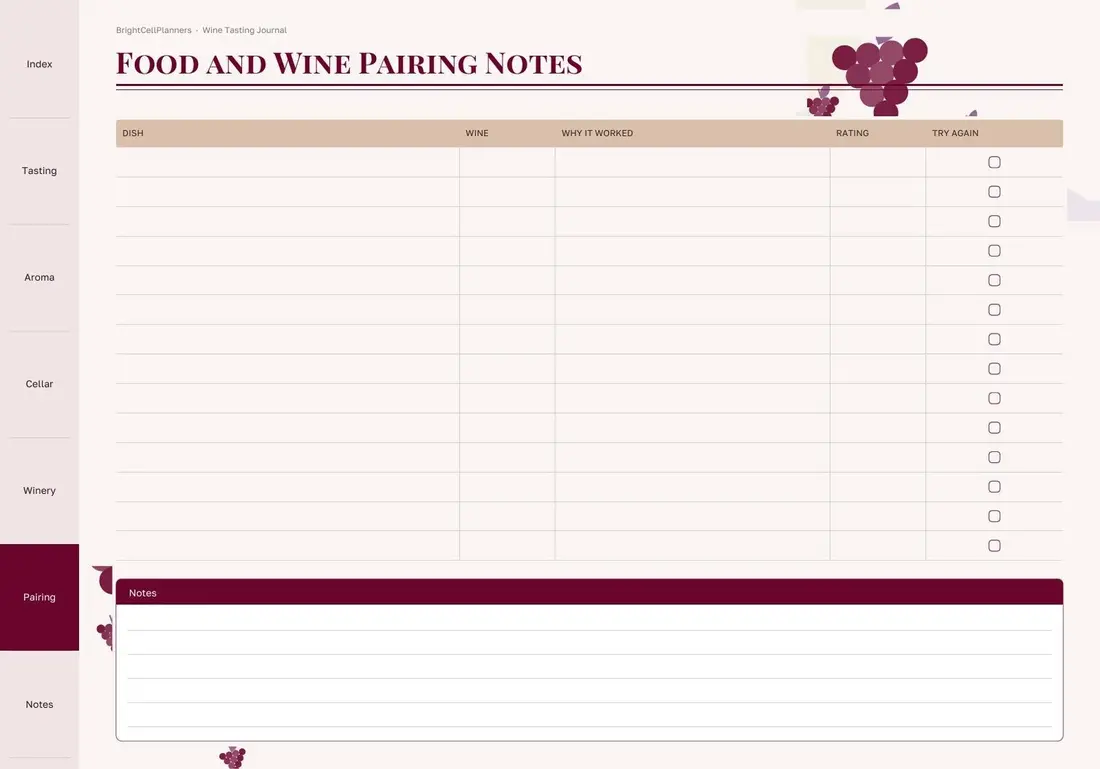 BrightCellPlanners · Wine Tasting Journal
Food and Wine Pairing Notes
Index
Tasting
Aroma
Cellar
Winery
Pairing
Notes
DISH WINE WHY IT WORKED RATING TRY AGAIN
Notes